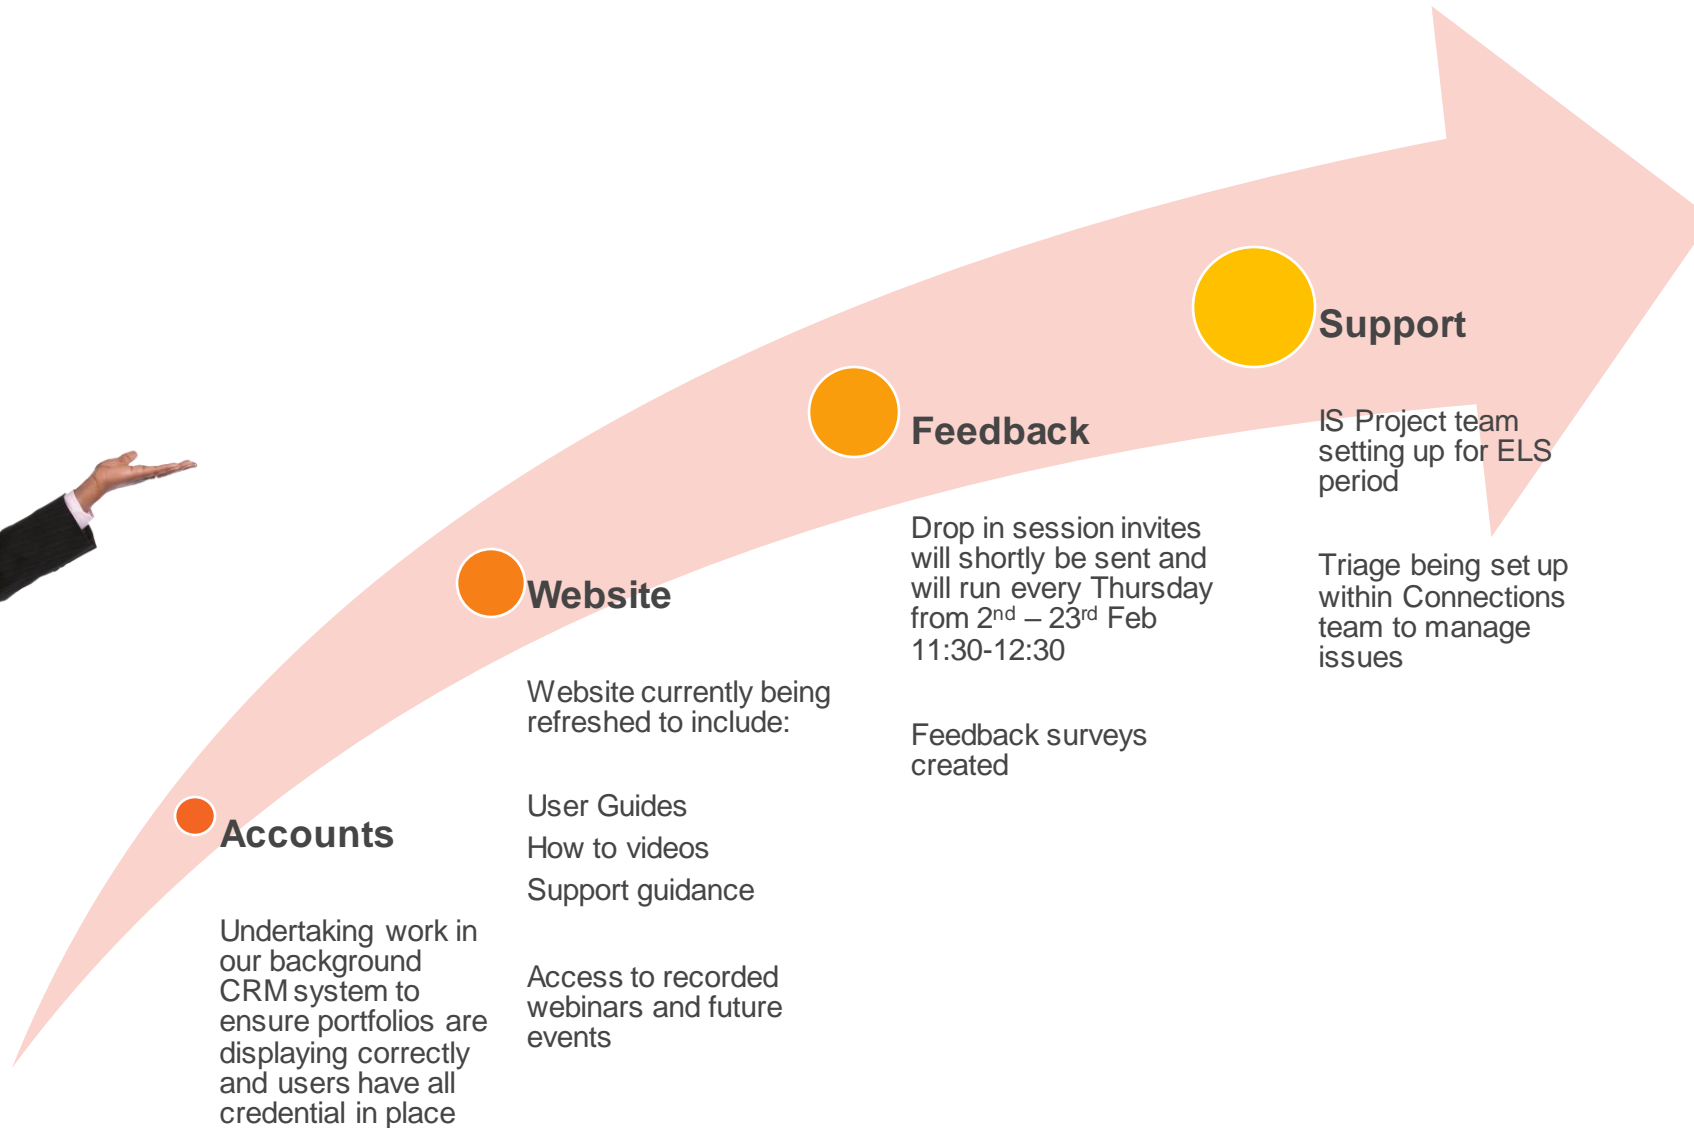 Accounts
Undertaking work in
our background
CRM system to
ensure portfolios are
displaying correctly
and users have all
credential in place
Website
Website currently being
refreshed to include:
User Guides
How to videos
Support guidance
Access to recorded
webinars and future
events
Feedback
Drop in session invites
will shortly be sent and
will run every Thursday
from 2nd – 23rd Feb
11:30-12:30
Feedback surveys
created
Support
IS Project team
setting up for ELS
period
Triage being set up
within Connections
team to manage
issues